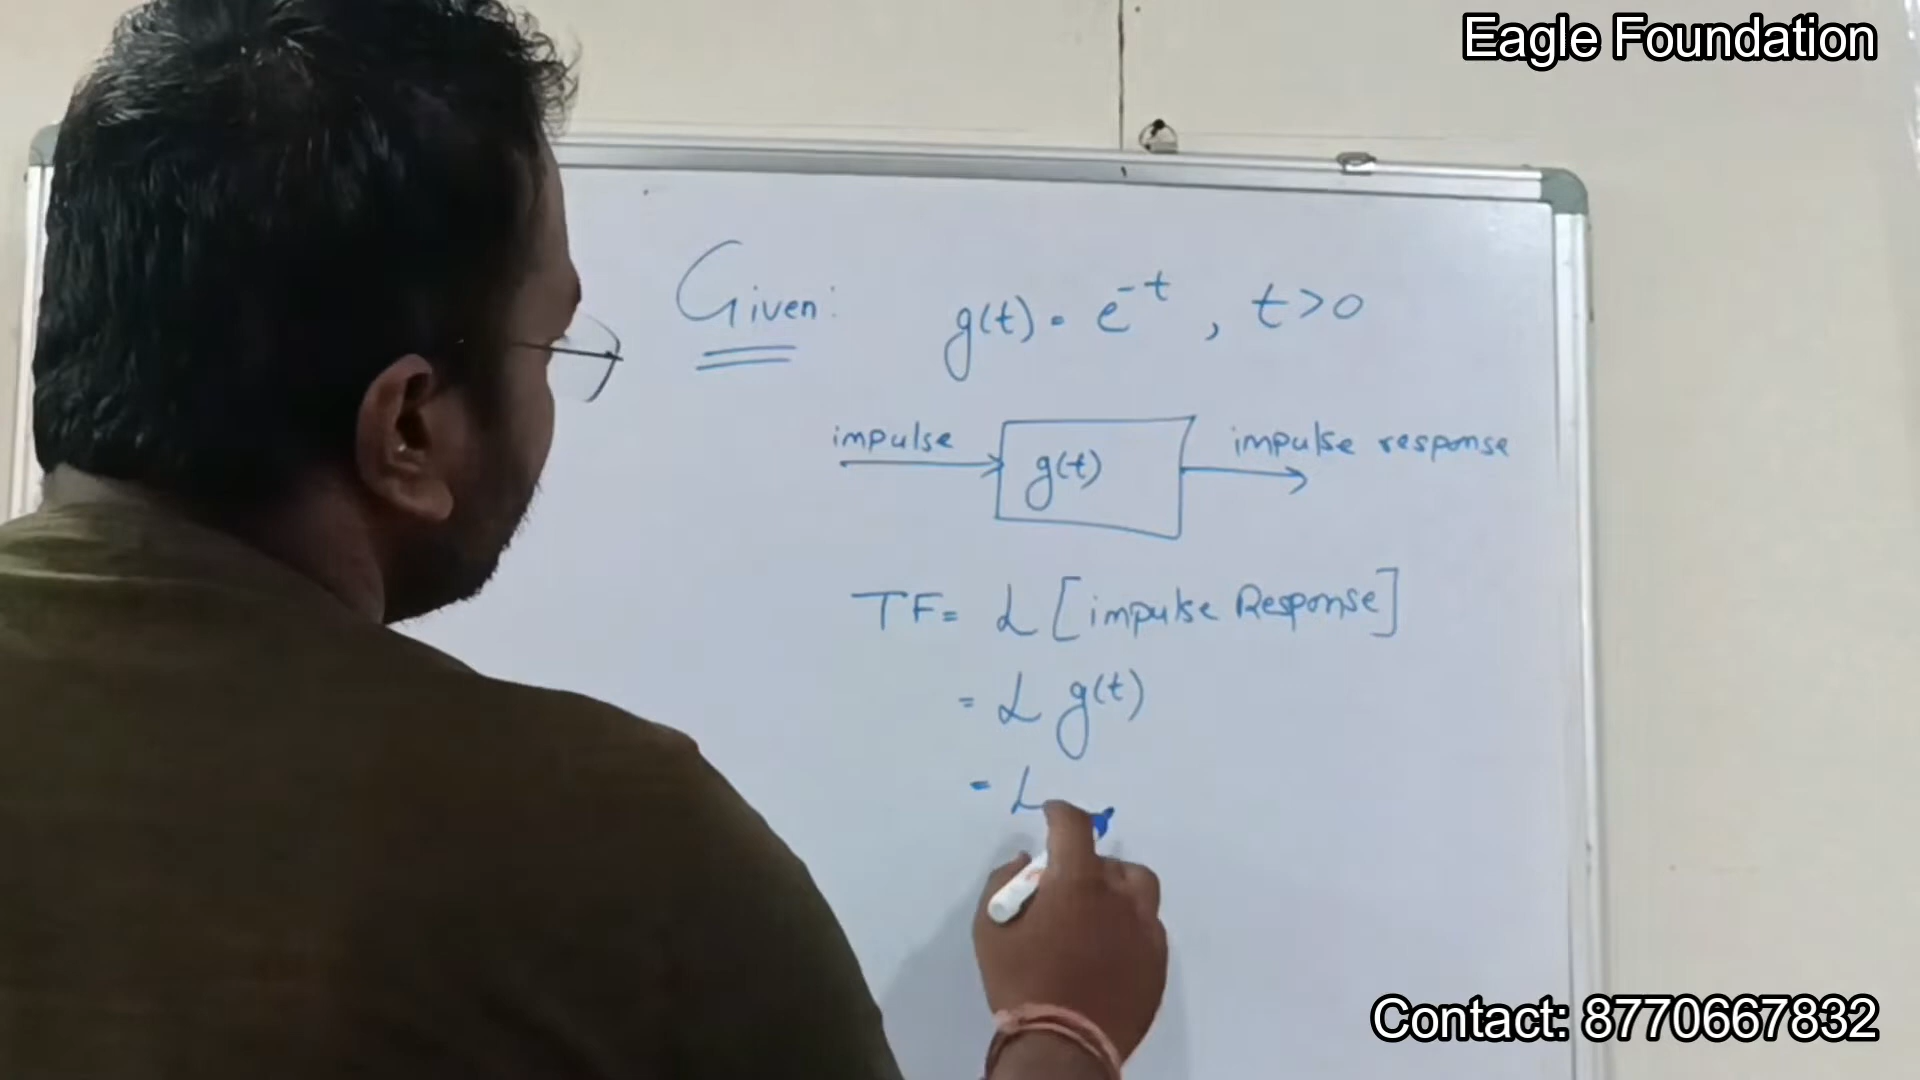 Eagle Foundation
Given: g(t) = e^-t , t>0
impulse g(t) impulse response
TF= L [impulse Response]
= L g(t)
= L
Contact: 8770667832